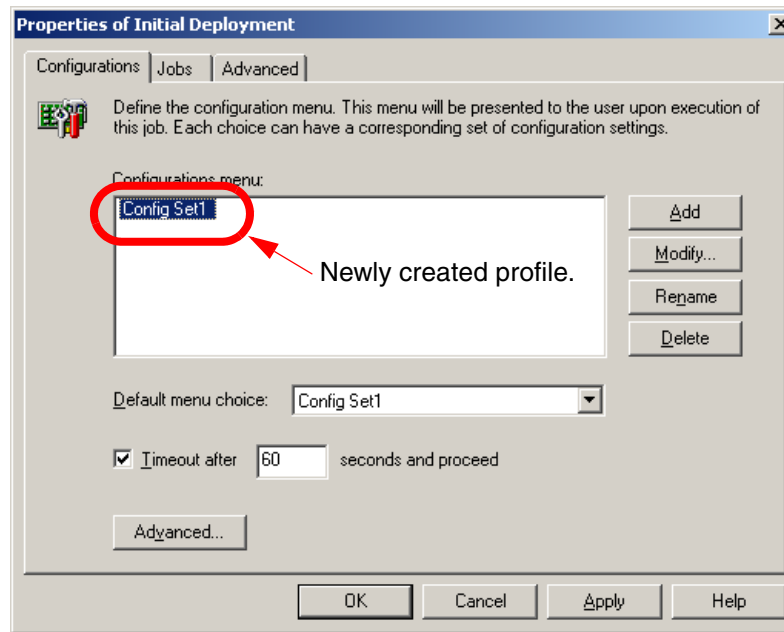 Properties of Initial Deployment
Configurations Jobs Advanced
Define the configuration menu. This menu will be presented to the user upon execution of
this job. Each choice can have a corresponding set of configuration settings.
Configurations menu:
Config Set1
Add
Modify...
Newly created profile.
Rename
Delete
Default menu choice: Config Set1
Timeout after 60 seconds and proceed
Advanced...
OK Cancel Apply Help